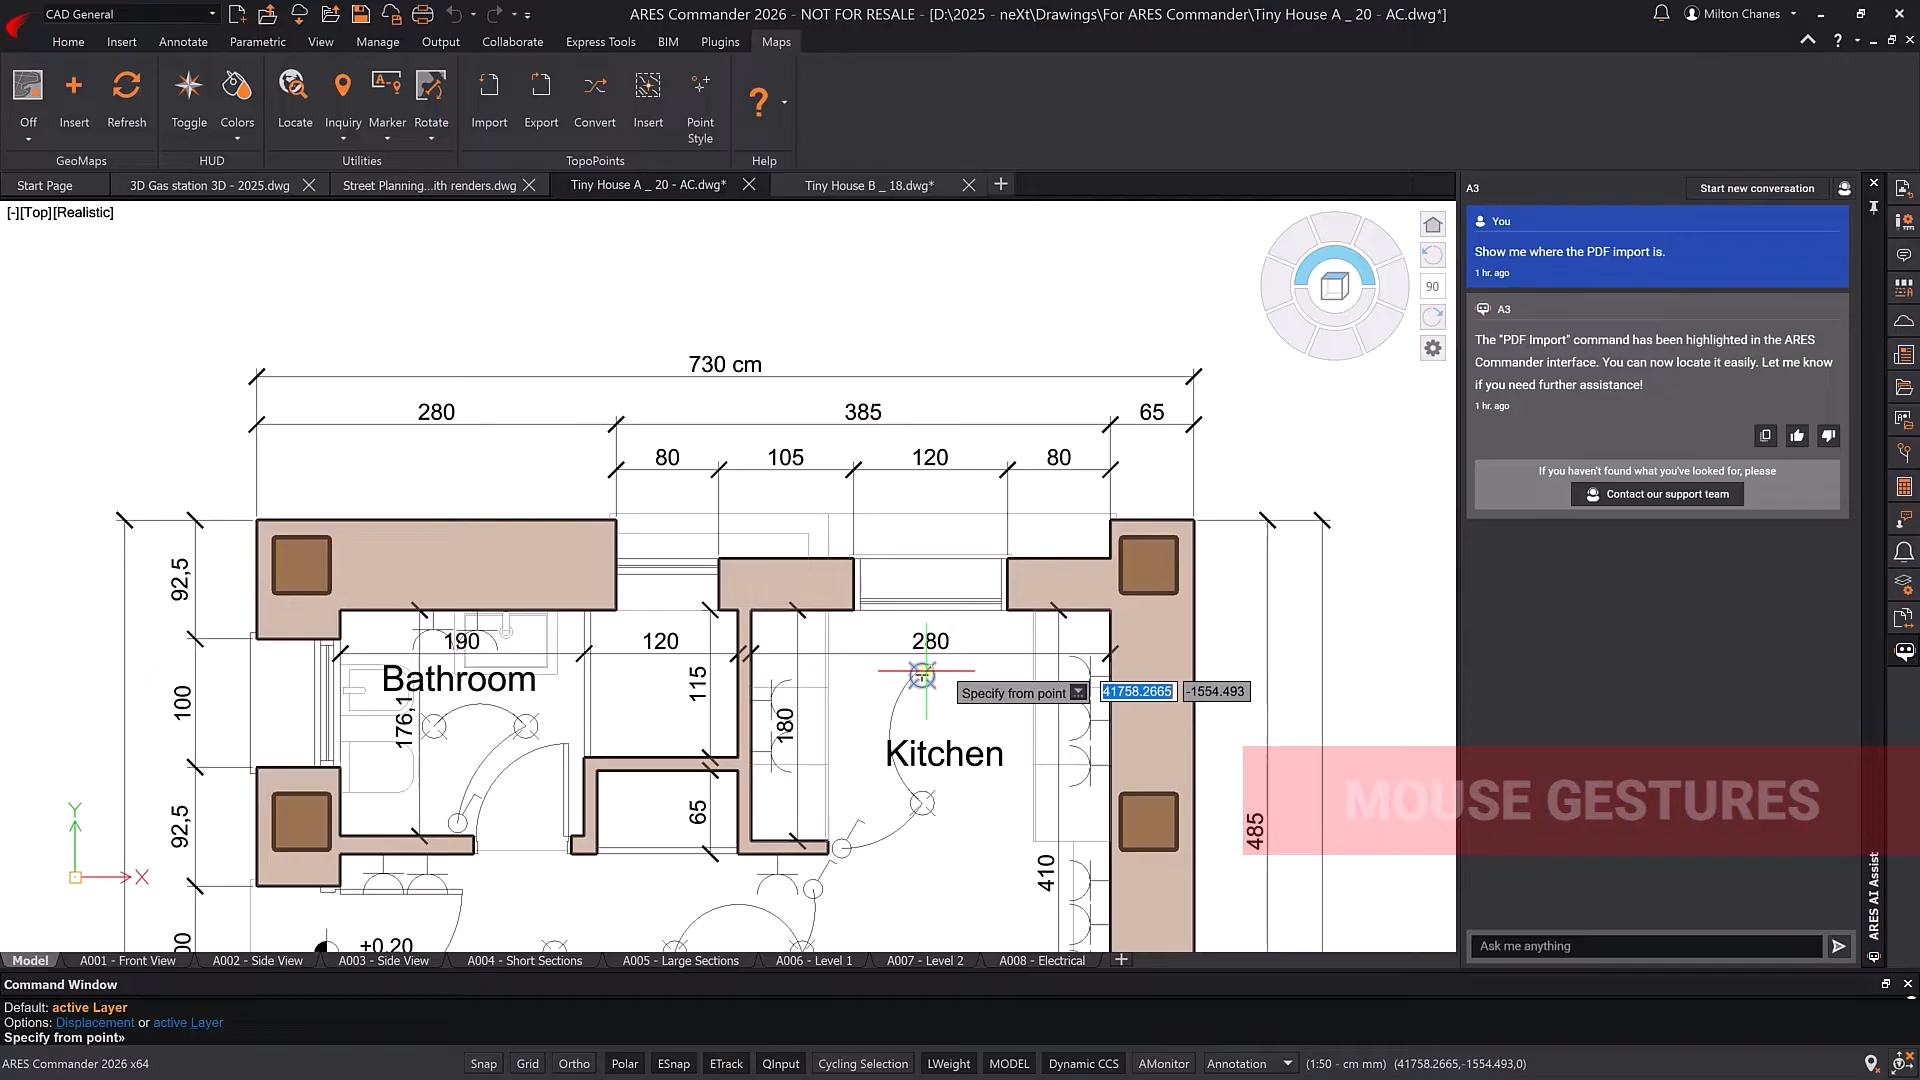 CAD General
ARES Commander 2026 - NOT FOR RESALE - [D:\2025 - neXt\Drawings\For ARES Commander\Tiny House A _ 20 - AC.dwg*]
Milton Chanes
Home Insert Annotate Parametric View Manage Output Collaborate Express Tools BIM Plugins Maps
?
Off Insert Refresh Toggle Colors Locate Inquiry Marker Rotate Import Export Convert Insert Point Style
GeoMaps HUD Utilities TopoPoints Help
Start Page 3D Gas station 3D - 2025.dwg Street Planning...ith renders.dwg Tiny House A _ 20 - AC.dwg* Tiny House B _ 18.dwg*
[-][Top][Realistic]
90
A3
Start new conversation
You
Show me where the PDF import is.
1 hr. ago
A3
The "PDF Import" command has been highlighted in the ARES
Commander interface. You can now locate it easily. Let me know
if you need further assistance!
1 hr. ago
If you haven't found what you've looked for, please
Contact our support team
730 cm
280 385 65
80 105 120 80
92,5
190 120 280
Bathroom
115
Specify from point 41758.2665 -1554.493
100
176,1
180
Kitchen
MOUSE GESTURES
92,5
65
485
410
Y
X
+0,20
ARES AI Assist
Ask me anything
Model A001 - Front View A002 - Side View A003 - Side View A004 - Short Sections A005 - Large Sections A006 - Level 1 A007 - Level 2 A008 - Electrical
Command Window
Default: active Layer
Options: Displacement or active Layer
Specify from point»
ARES Commander 2026 x64
Snap Grid Ortho Polar ESnap ETrack QInput Cycling Selection LWeight MODEL Dynamic CCS AMonitor Annotation (1:50 - cm mm) (41758.2665,-1554.493,0)